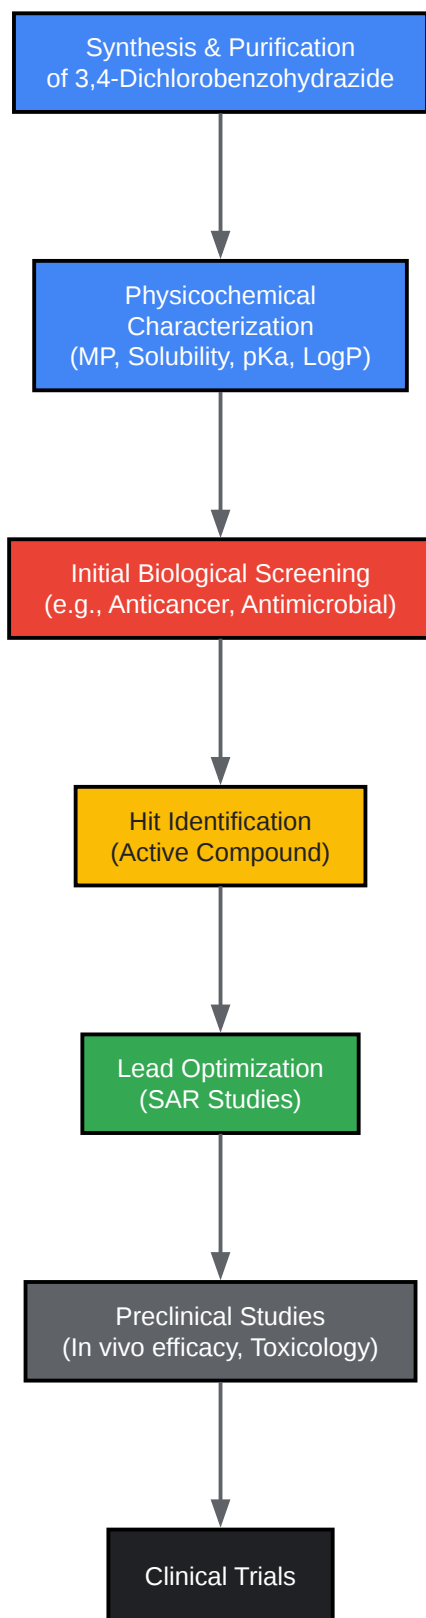 Synthesis & Purification
of 3,4-Dichlorobenzohydrazide
Physicochemical
Characterization
(MP, Solubility, pKa, LogP)
Initial Biological Screening
(e.g., Anticancer, Antimicrobial)
Hit Identification
(Active Compound)
Lead Optimization
(SAR Studies)
Preclinical Studies
(In vivo efficacy, Toxicology)
Clinical Trials